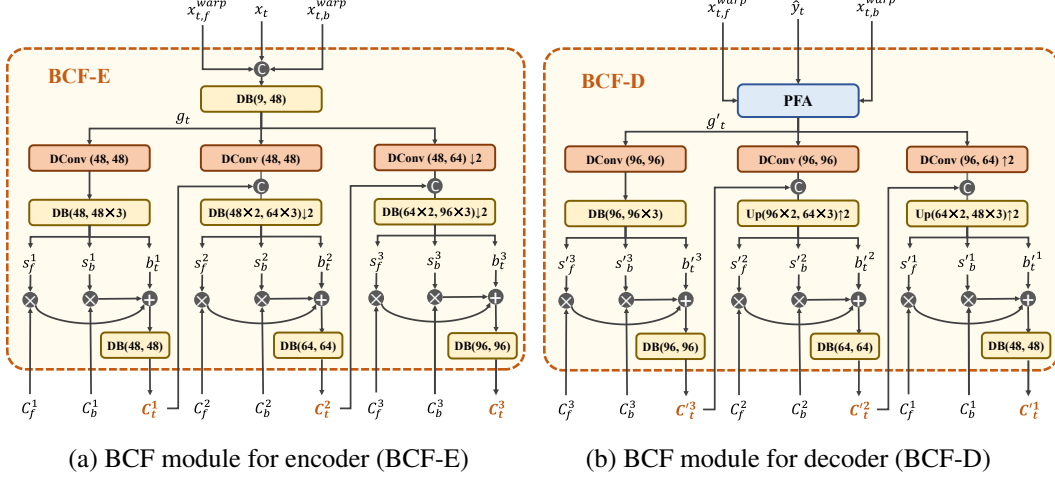 x_{t,f}^{warp} x_t x_{t,b}^{warp}
BCF-E
C
DB(9, 48)
g_t
DConv (48, 48) DConv (48, 48) DConv (48, 64) ↓2
C C
DB(48, 48×3) DB(48×2, 64×3)↓2 DB(64×2, 96×3)↓2
s_f^1 s_b^1 b_t^1 s_f^2 s_b^2 b_t^2 s_f^3 s_b^3 b_t^3
× × + × × + × × +
DB(48, 48) DB(64, 64) DB(96, 96)
C_f^1 C_b^1 C_t^1 C_f^2 C_b^2 C_t^2 C_f^3 C_b^3 C_t^3
(a) BCF module for encoder (BCF-E)
x_{t,f}^{warp} ŷ_t x_{t,b}^{warp}
BCF-D
PFA
g'_t
DConv (96, 96) DConv (96, 96) DConv (96, 64) ↑2
C C
DB(96, 96×3) Up(96×2, 64×3)↑2 Up(64×2, 48×3)↑2
s'_f^3 s'_b^3 b_t'^3 s'_f^2 s'_b^2 b_t'^2 s'_f^1 s'_b^1 b_t'^1
× × + × × + × × +
DB(96, 96) DB(64, 64) DB(48, 48)
C_f^3 C_b^3 C'_t^3 C_f^2 C_b^2 C'_t^2 C_f^1 C_b^1 C'_t^1
(b) BCF module for decoder (BCF-D)